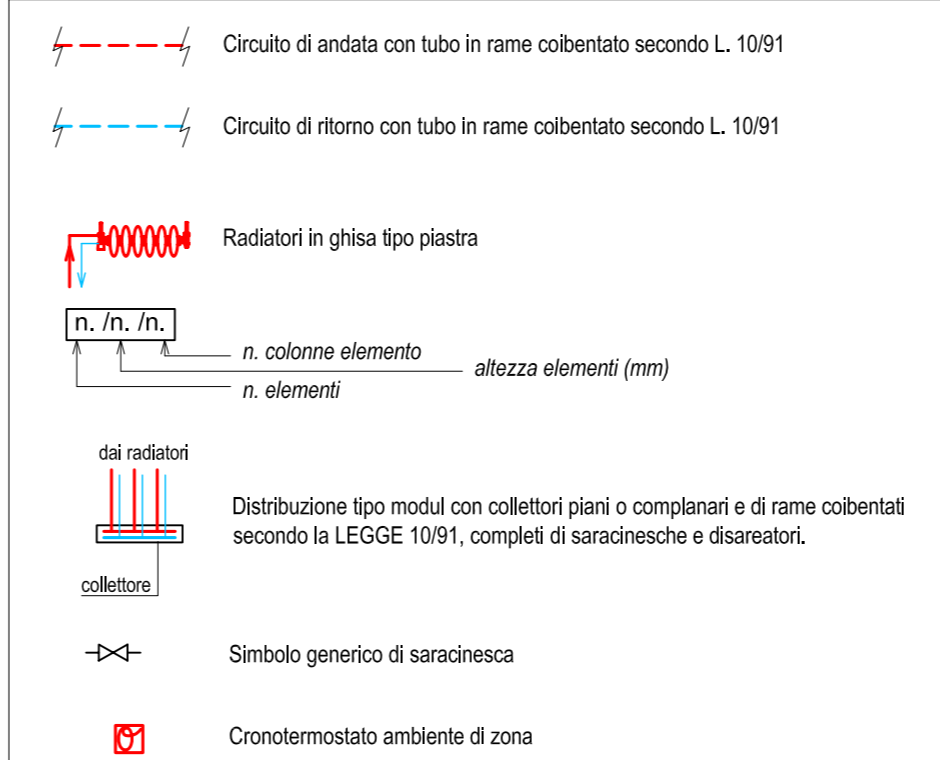 Circuito di andata con tubo in rame coibentato secondo L. 10/91
Circuito di ritorno con tubo in rame coibentato secondo L. 10/91
Radiatori in ghisa tipo piastra
n. /n. /n.
n. colonne elemento
altezza elementi (mm)
n. elementi
dai radiatori
Distribuzione tipo modul con collettori piani o complanari e di rame coibentati
secondo la LEGGE 10/91, completi di saracinesche e disareatori.
collettore
Simbolo generico di saracinesca
Cronotermostato ambiente di zona